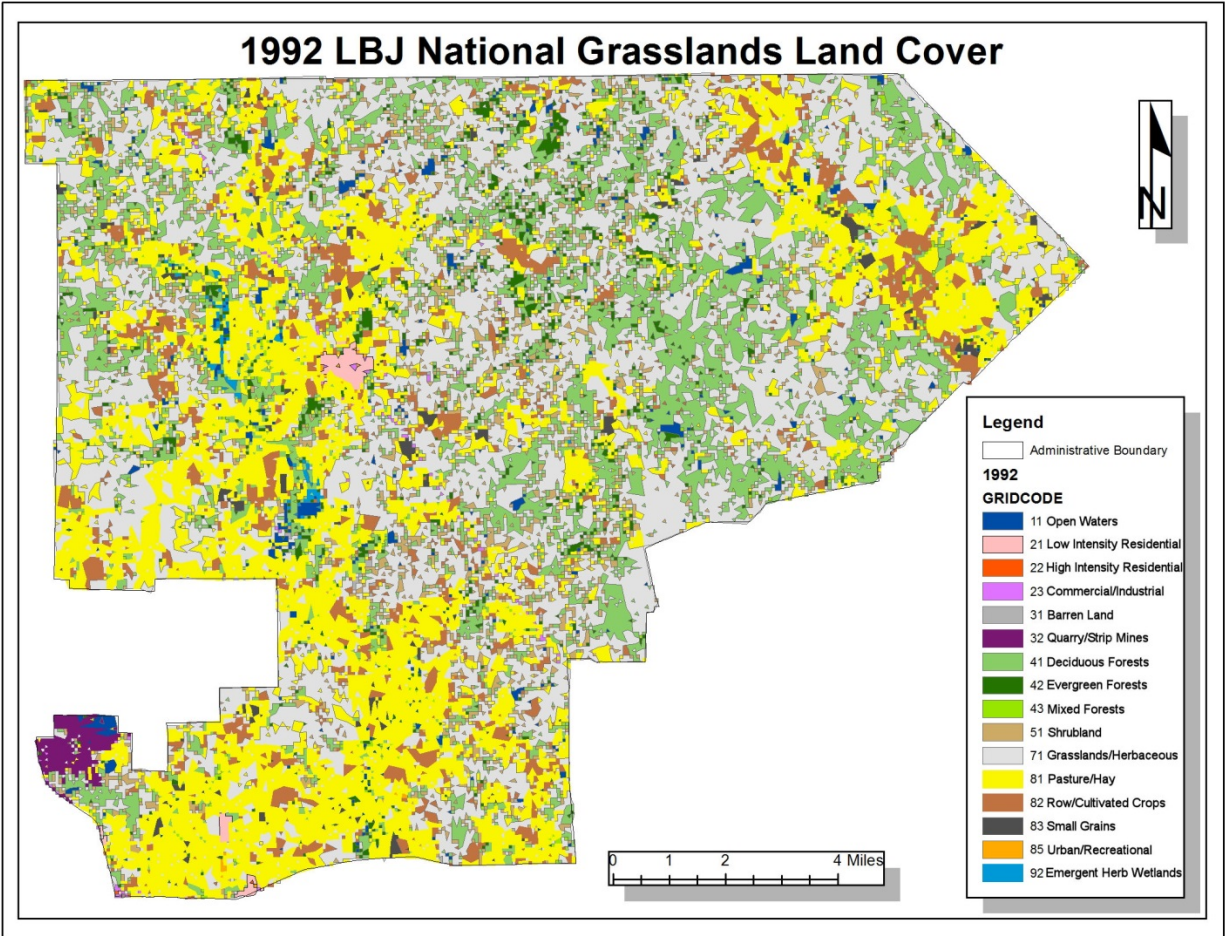 1992 LBJ National Grasslands Land Cover
N
Legend
Administrative Boundary
1992
GRIDCODE
11 Open Waters
21 Low Intensity Residential
22 High Intensity Residential
23 Commercial/Industrial
31 Barren Land
32 Quarry/Strip Mines
41 Deciduous Forests
42 Evergreen Forests
43 Mixed Forests
51 Shrubland
71 Grasslands/Herbaceous
81 Pasture/Hay
82 Row/Cultivated Crops
83 Small Grains
85 Urban/Recreational
92 Emergent Herb Wetlands
0 1 2 4 Miles